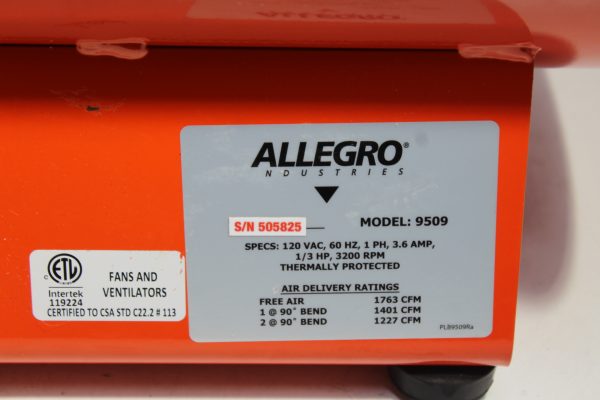 ALLEGRO®
INDUSTRIES
S/N 505825
MODEL: 9509
SPECS: 120 VAC, 60 HZ, 1 PH, 3.6 AMP,
1/3 HP, 3200 RPM
THERMALLY PROTECTED
AIR DELIVERY RATINGS
FREE AIR 1763 CFM
1 @ 90° BEND 1401 CFM
2 @ 90° BEND 1227 CFM
PLB9509Ra
c ETL
Intertek
119224
FANS AND
VENTILATORS
CERTIFIED TO CSA STD C22.2 # 113